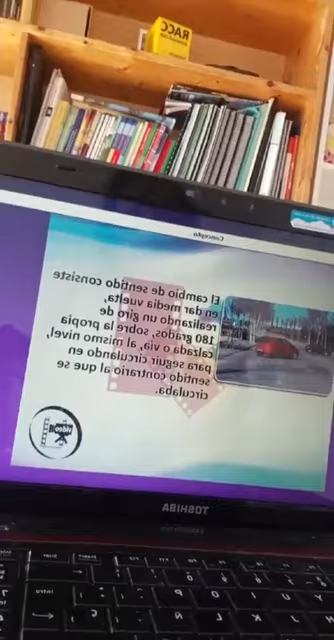 RACC
Concepto
El cambio de sentido consiste
en dar media vuelta,
realizando un giro de
180 grados, sobre la propia
calzada o vía, al mismo nivel,
para seguir circulando en
sentido contrario al que se
circulaba.
TOSHIBA
Intro